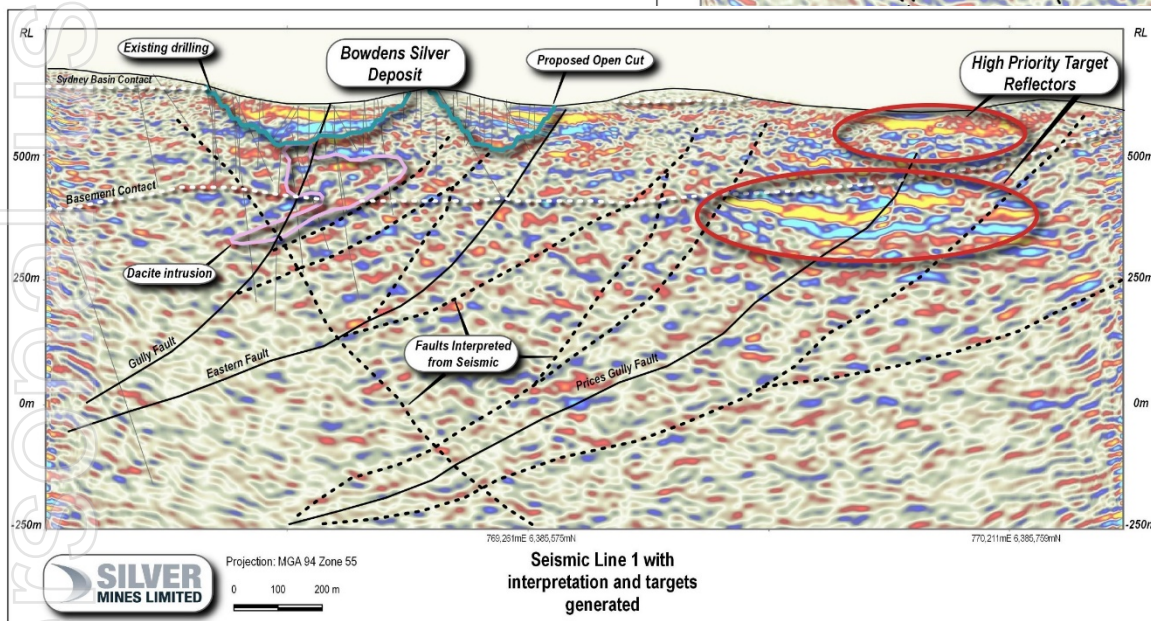 RL
RL
Existing drilling
Bowdens Silver
Deposit
Proposed Open Cut
High Priority Target
Reflectors
Sydney Basin Contact
500m
500m
Basement Contact
Dacite intrusion
250m
250m
Gully Fault
Eastern Fault
Faults Interpreted
from Seismic
Prices Gully Fault
0m
0m
-250m
-250m
769,261mE 6,385,575mN
770,211mE 6,385,759mN
SILVER
MINES LIMITED
Projection: MGA 94 Zone 55
0 100 200 m
Seismic Line 1 with
interpretation and targets
generated